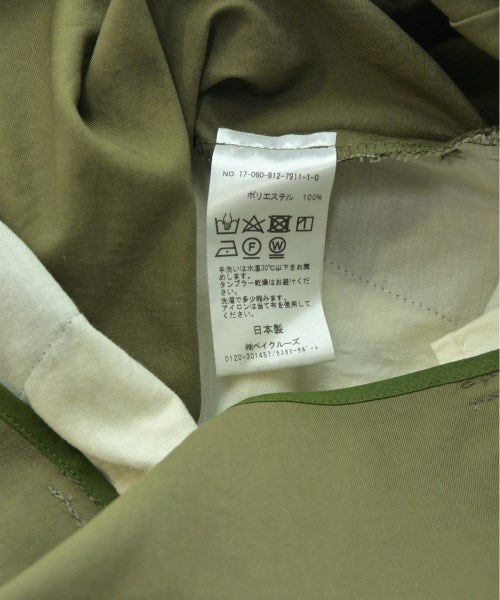 NO. 17-060-912-7911-1-0
ポリエステル 100%
手洗いは水温30℃以下をお薦
めします。
タンブラー乾燥はお避けくださ
い。
洗濯で多少縮みます。
アイロンは当て布を使用して
ください。
日本製
㈱ベイクルーズ
0120-301457/カスタマーサポート